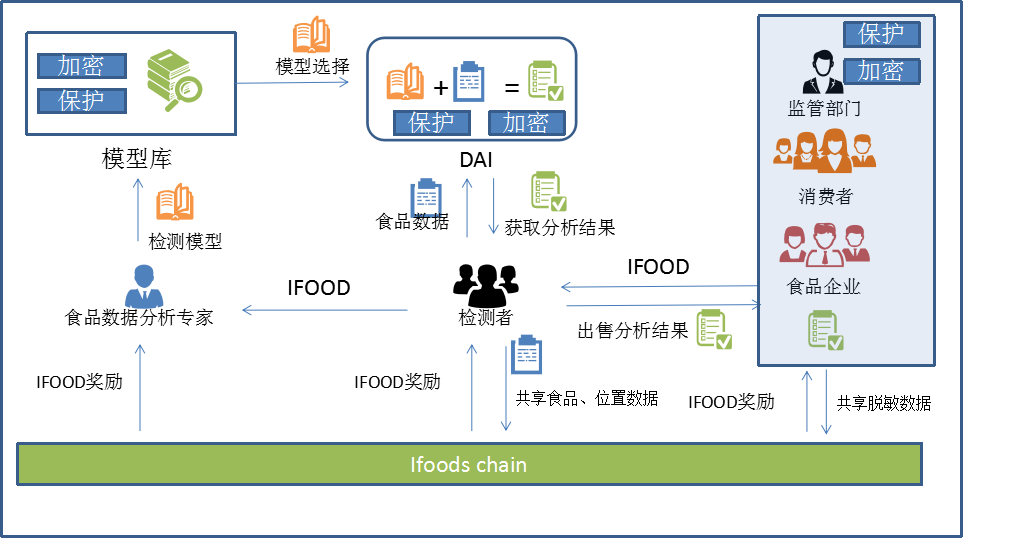 加密
保护
模型库
模型选择
+
=
保护
加密
DAI
保护
加密
监管部门
消费者
食品企业
检测模型
食品数据
获取分析结果
食品数据分析专家
IFOOD
检测者
IFOOD
出售分析结果
IFOOD奖励
IFOOD奖励
共享食品、位置数据
IFOOD奖励
共享脱敏数据
Ifoods chain